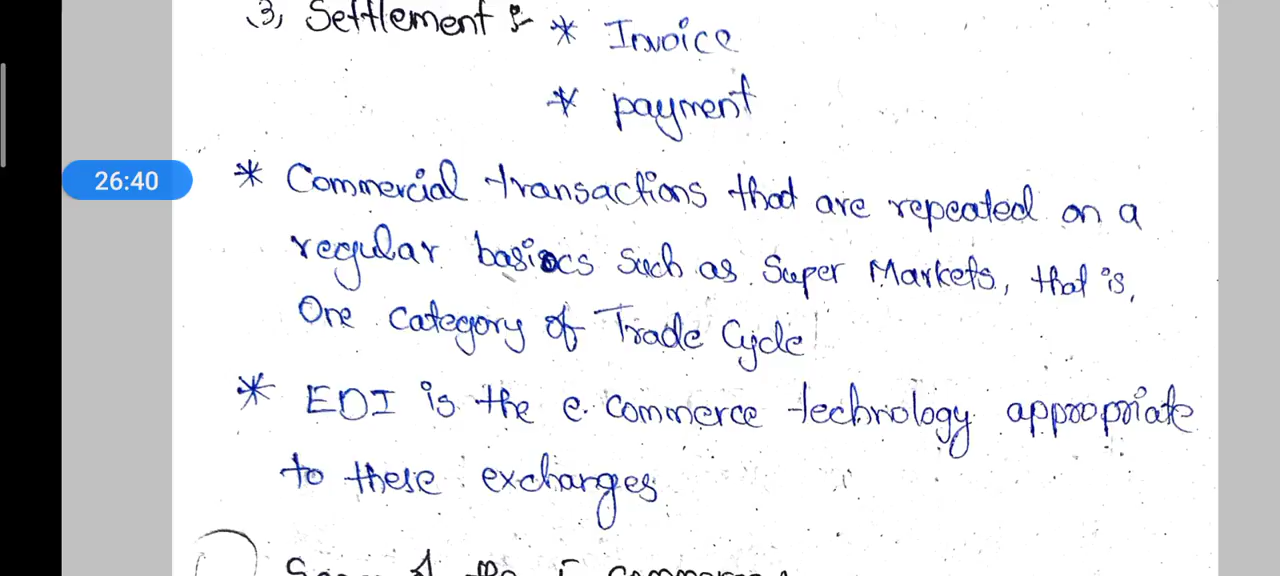 3, Settlement :- * Invoice
* payment
26:40
* Commercial transactions that are repeated on a
regular basiocs such as Super Markets, that is,
One category of Trade Cycle
* EDI is the e. commerce technology appropriate
to these exchanges